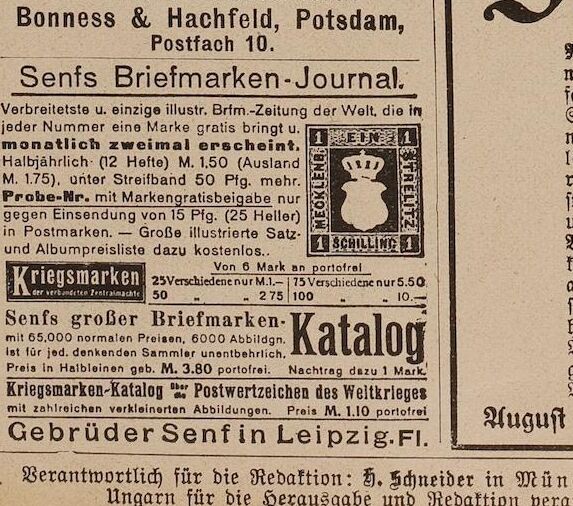 Bonness & Hachfeld, Potsdam,
Postfach 10.
Senfs Briefmarken-Journal.
Verbreitetste u. einzige illustr. Brfm.-Zeitung der Welt, die in
jeder Nummer eine Marke gratis bringt u.
monatlich zweimal erscheint.
Halbjährlich (12 Hefte) M. 1.50 (Ausland
M. 1.75), unter Streifband 50 Pfg. mehr.
Probe-Nr. mit Markengratisbeigabe nur
gegen Einsendung von 15 Pfg. (25 Heller)
in Postmarken. — Große illustrierte Satz-
und Albumpreisliste dazu kostenlos..
1 EIN 1
MECKLENB.
STRELITZ
1 SCHILLING 1
Kriegsmarken
der verbündeten Zentralmächte
Von 6 Mark an portofrei
25 Verschiedene nur M. 1.— 75 Verschiedene nur 5.50
50 „ „ 2 75 100 „ „ 10.—
Senfs großer Briefmarken-
Katalog
mit 65,000 normalen Preisen, 6000 Abbildgn.
ist für jed. denkenden Sammler unentbehrlich.
Preis in Halbleinen geb. M. 3.80 portofrei. Nachtrag dazu 1 Mark.
Kriegsmarken-Katalog über die Postwertzeichen des Weltkrieges
mit zahlreichen verkleinerten Abbildungen. Preis M. 1.10 portofrei
Gebrüder Senf in Leipzig. Fl.
August
Verantwortlich für die Redaktion: H. Schneider in Mün
Ungarn für die Herausgabe und Redaktion vera